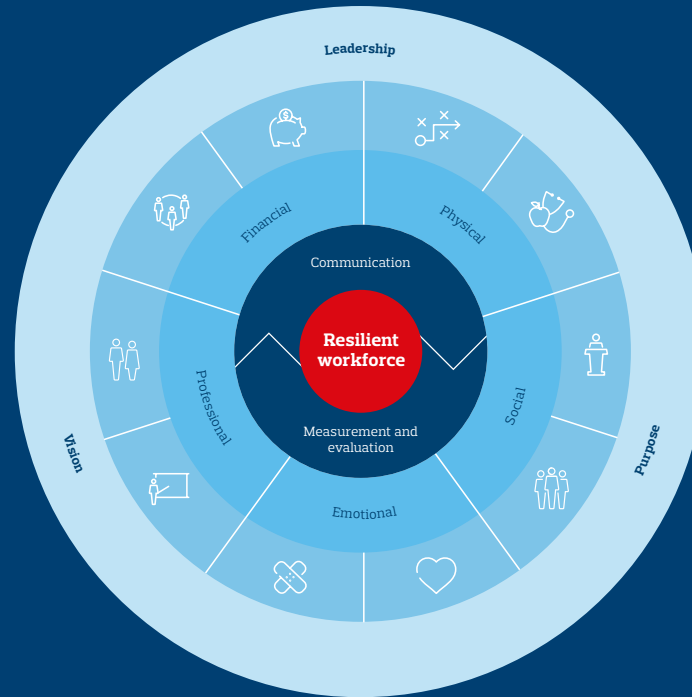 Leadership
Financial
Physical
Communication
Resilient
workforce
Professional
Social
Vision
Purpose
Measurement and
evaluation
Emotional